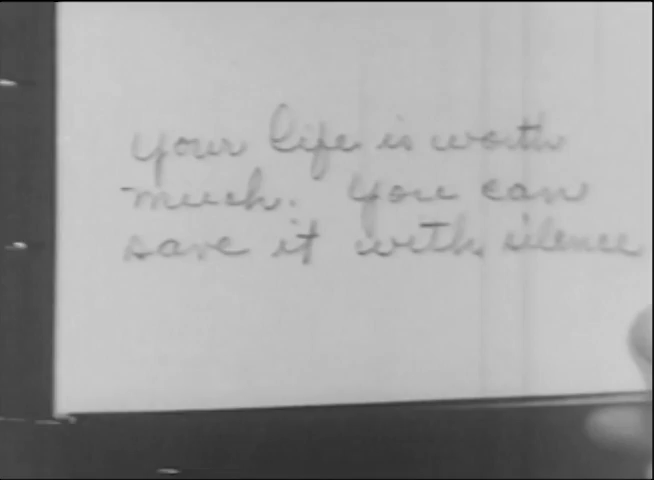 your life is worth
much. you can
save it with silence